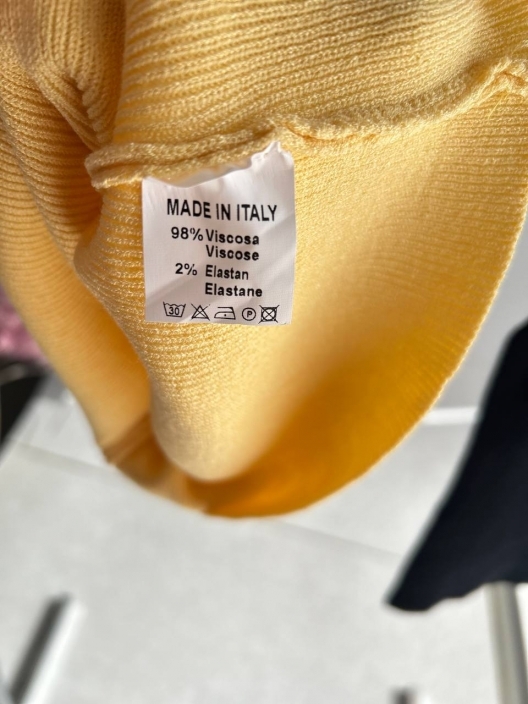 MADE IN ITALY
98% Viscosa
Viscose
2% Elastan
Elastane
30 P